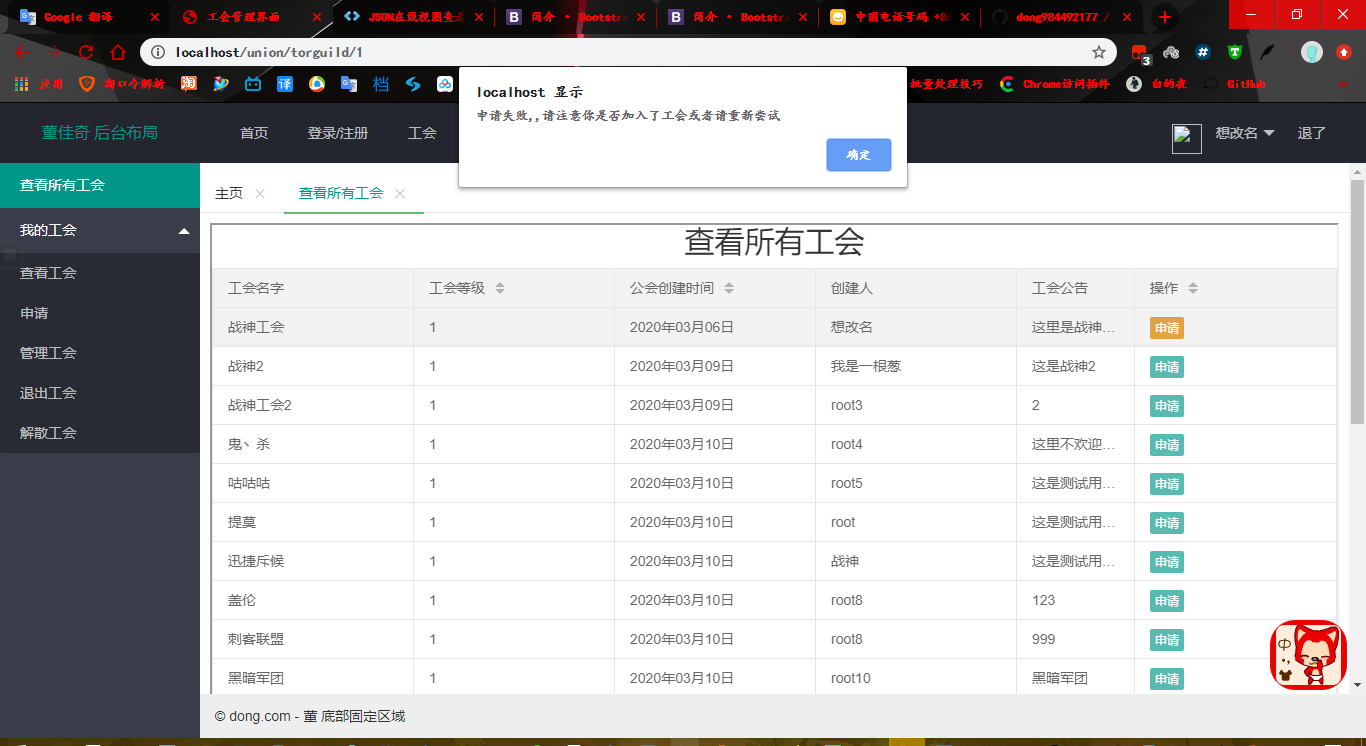 Google 翻译
工会管理界面
JSON在线视图查看
简介 · Bootstra
简介 · Bootstra
中国电话号码 +8
dong984492177 /
localhost/union/torguild/1
3
应用
淘口令解析
淘
译
档
批量处理技巧
Chrome访问插件
GitHub
localhost 显示
申请失败,,请注意你是否加入了工会或者请重新尝试
确定
董佳奇 后台布局
首页
登录/注册
工会
想改名
退了
查看所有工会
我的工会
查看工会
申请
管理工会
退出工会
解散工会
主页
查看所有工会
查看所有工会
工会名字 工会等级 公会创建时间 创建人 工会公告 操作
战神工会 1 2020年03月06日 想改名 这里是战神... 申请
战神2 1 2020年03月09日 我是一根葱 这是战神2 申请
战神工会2 1 2020年03月09日 root3 2 申请
鬼丶杀 1 2020年03月10日 root4 这里不欢迎... 申请
咕咕咕 1 2020年03月10日 root5 这是测试用... 申请
提莫 1 2020年03月10日 root 这是测试用... 申请
迅捷斥候 1 2020年03月10日 战神 这是测试用... 申请
盖伦 1 2020年03月10日 root8 123 申请
刺客联盟 1 2020年03月10日 root8 999 申请
黑暗军团 1 2020年03月10日 root10 黑暗军团 申请
中
© dong.com - 董 底部固定区域